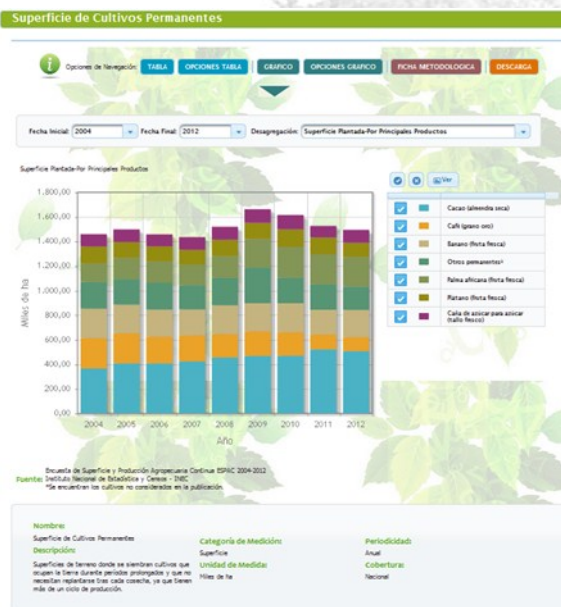 Superficie de Cultivos Permanentes
Opciones de Navegación: TABLA OPCIONES TABLA GRAFICO OPCIONES GRAFICO FICHA METODOLOGICA DESCARGA
Fecha Inicial: 2004 Fecha Final: 2012 Desagregación: Superficie Plantada-Por Principales Productos
Superficie Plantada-Por Principales Productos
Ver
1.800,00
1.600,00
1.400,00
1.200,00
1.000,00
800,00
600,00
400,00
200,00
0,00
Miles de ha
2004 2005 2006 2007 2008 2009 2010 2011 2012
Año
Cacao (almendra seca)
Café (grano oro)
Banano (fruta fresca)
Otros permanentes*
Palma africana (fruta fresca)
Platano (fruta fresca)
Caña de azúcar para azúcar
(tallo fresco)
Encuesta de Superficie y Producción Agropecuaria Continua ESPAC 2004-2012
Fuente: Instituto Nacional de Estadística y Censos - INEC
*Se encuentran los cultivos no considerados en la publicación.
Nombre:
Superficie de Cultivos Permanentes
Descripción:
Superficies de terreno donde se siembran cultivos que
ocupan la tierra durante períodos prolongados y que no
necesitan replantarse tras cada cosecha, ya que tienen
más de un ciclo de producción.
Categoría de Medición:
Superficie
Unidad de Medida:
Miles de ha
Periodicidad:
Anual
Cobertura:
Nacional